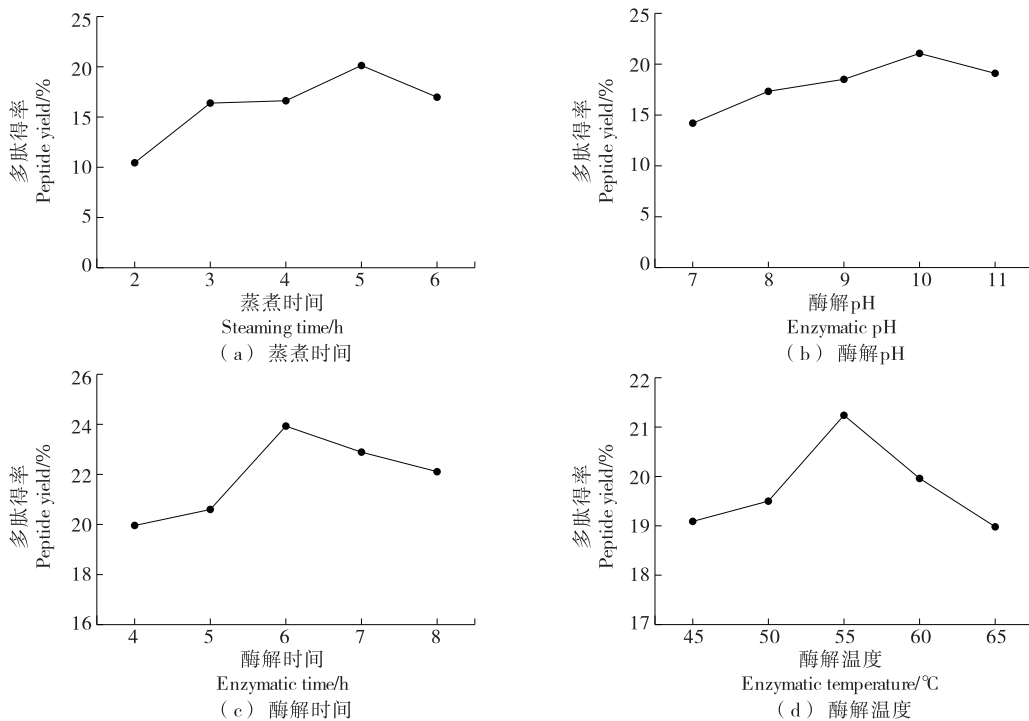 25
20
15
10
5
0
多肽得率
Peptide yield/%
2 3 4 5 6
蒸煮时间
Steaming time/h
(a) 蒸煮时间
25
20
15
10
5
0
多肽得率
Peptide yield/%
7 8 9 10 11
酶解pH
Enzymatic pH
(b) 酶解pH
26
24
22
20
18
16
多肽得率
Peptide yield/%
4 5 6 7 8
酶解时间
Enzymatic time/h
(c) 酶解时间
22
21
20
19
18
17
多肽得率
Peptide yield/%
45 50 55 60 65
酶解温度
Enzymatic temperature/℃
(d) 酶解温度